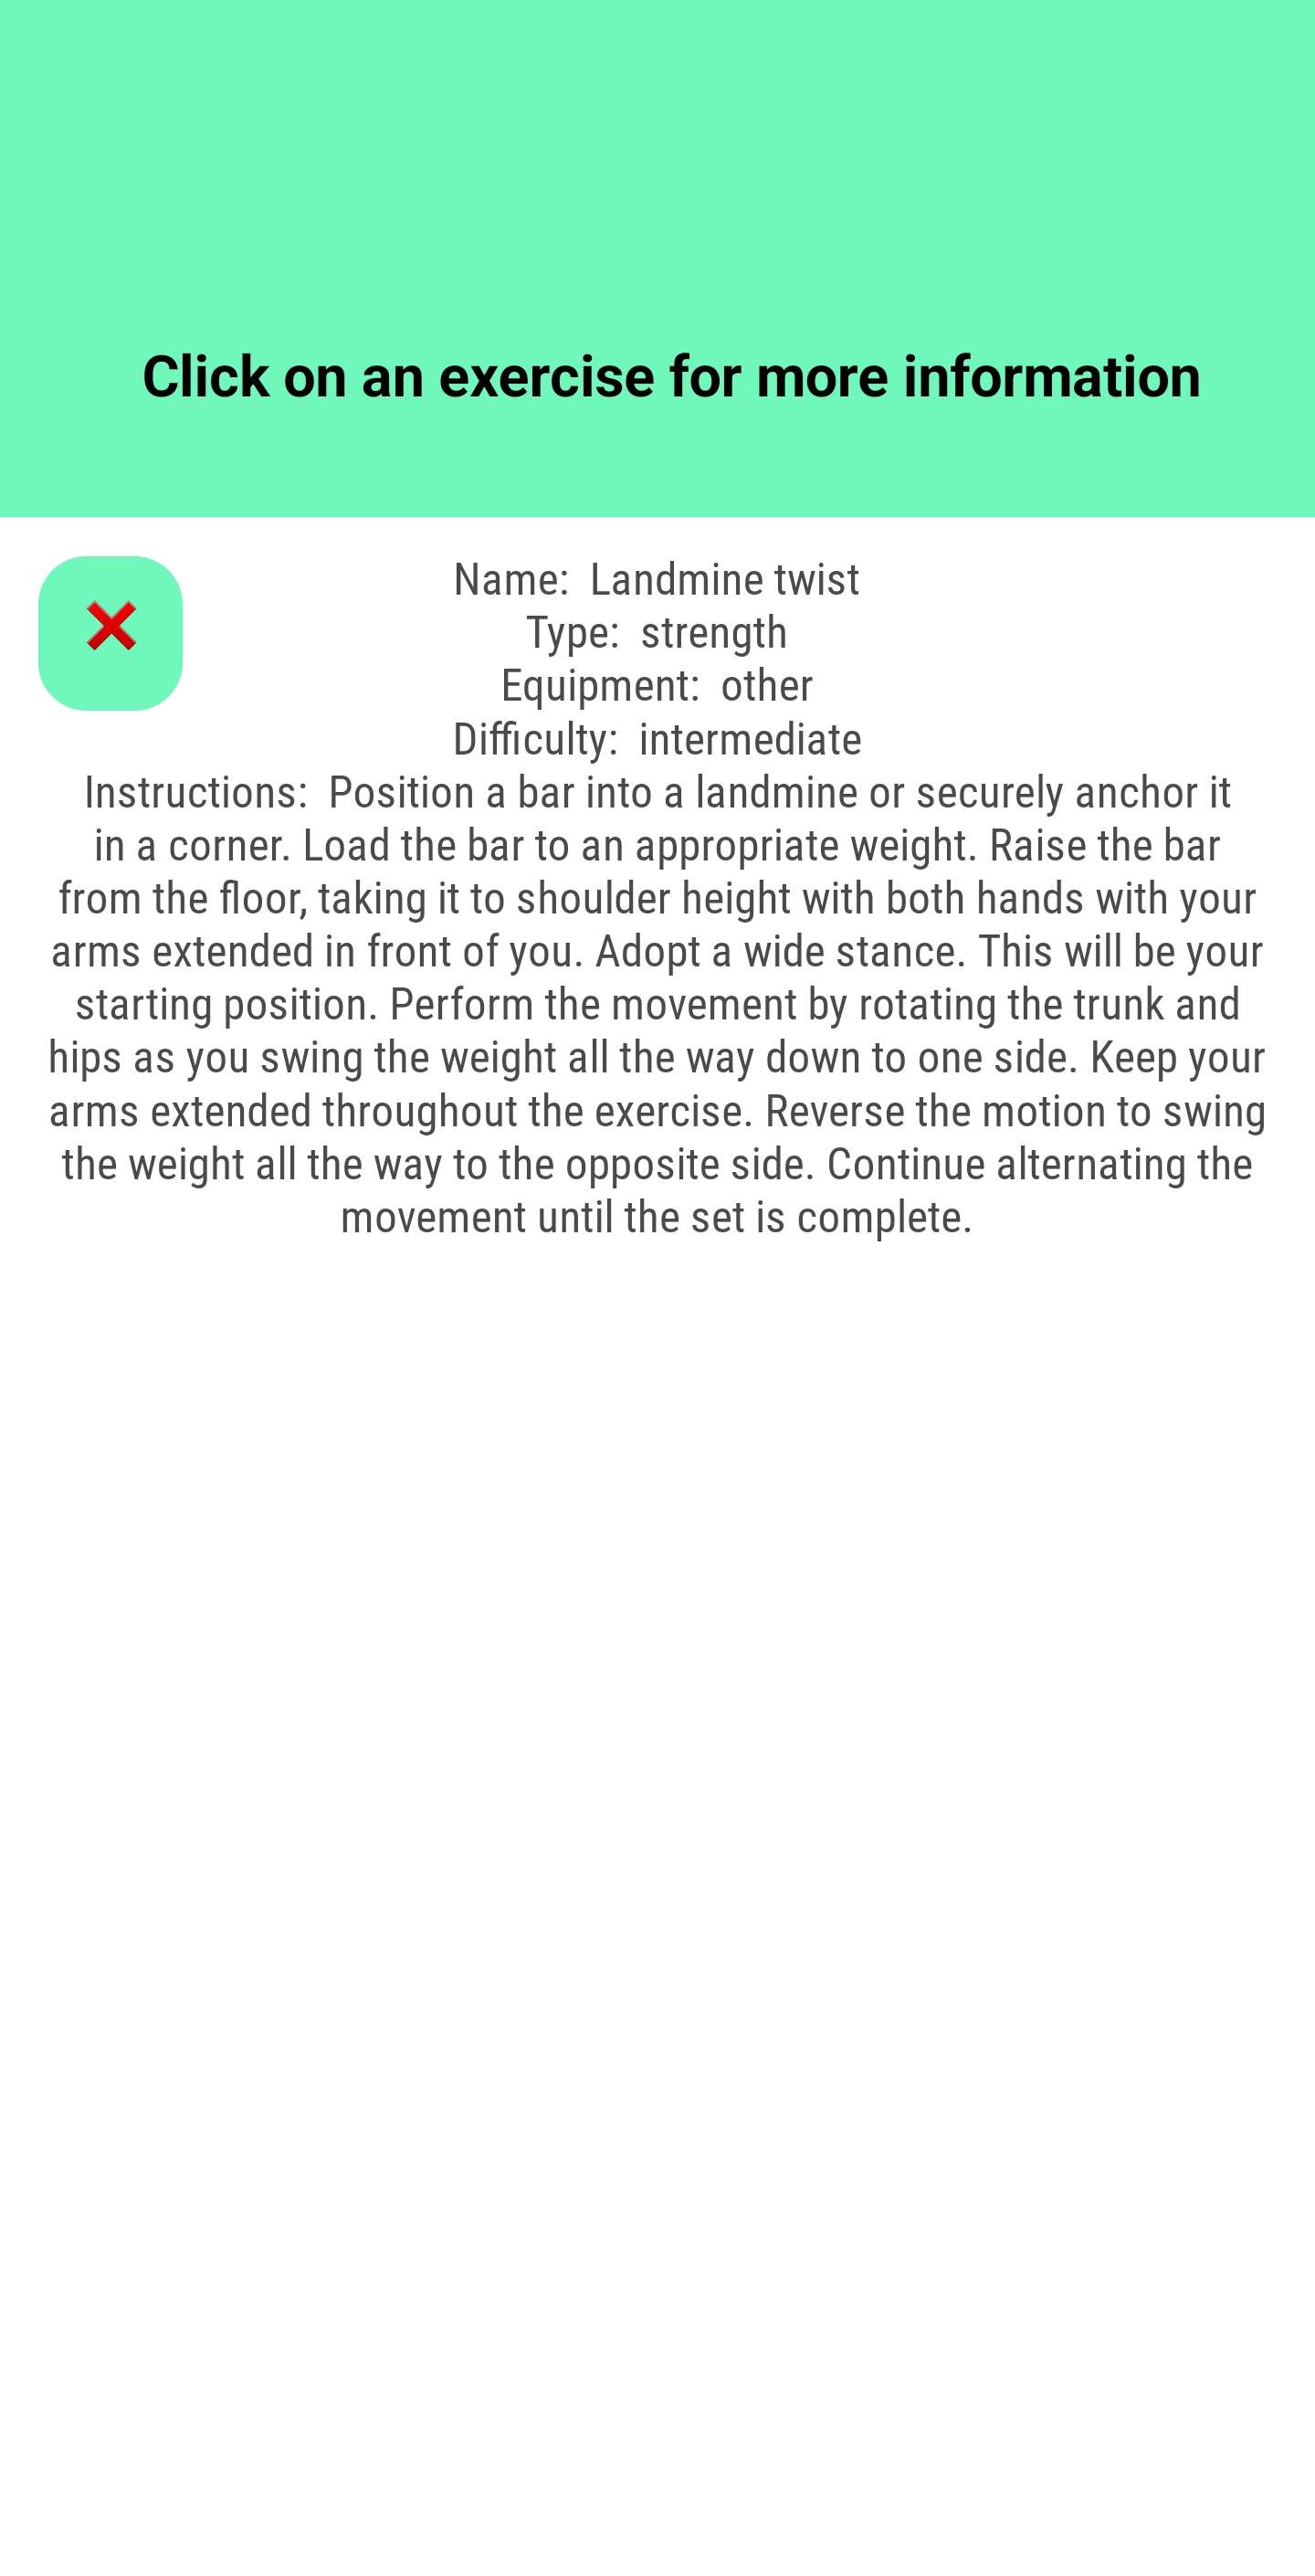 Click on an exercise for more information
Name:  Landmine twist
Type:  strength
Equipment:  other
Difficulty:  intermediate
Instructions:  Position a bar into a landmine or securely anchor it
in a corner. Load the bar to an appropriate weight. Raise the bar
from the floor, taking it to shoulder height with both hands with your
arms extended in front of you. Adopt a wide stance. This will be your
starting position. Perform the movement by rotating the trunk and
hips as you swing the weight all the way down to one side. Keep your
arms extended throughout the exercise. Reverse the motion to swing
the weight all the way to the opposite side. Continue alternating the
movement until the set is complete.